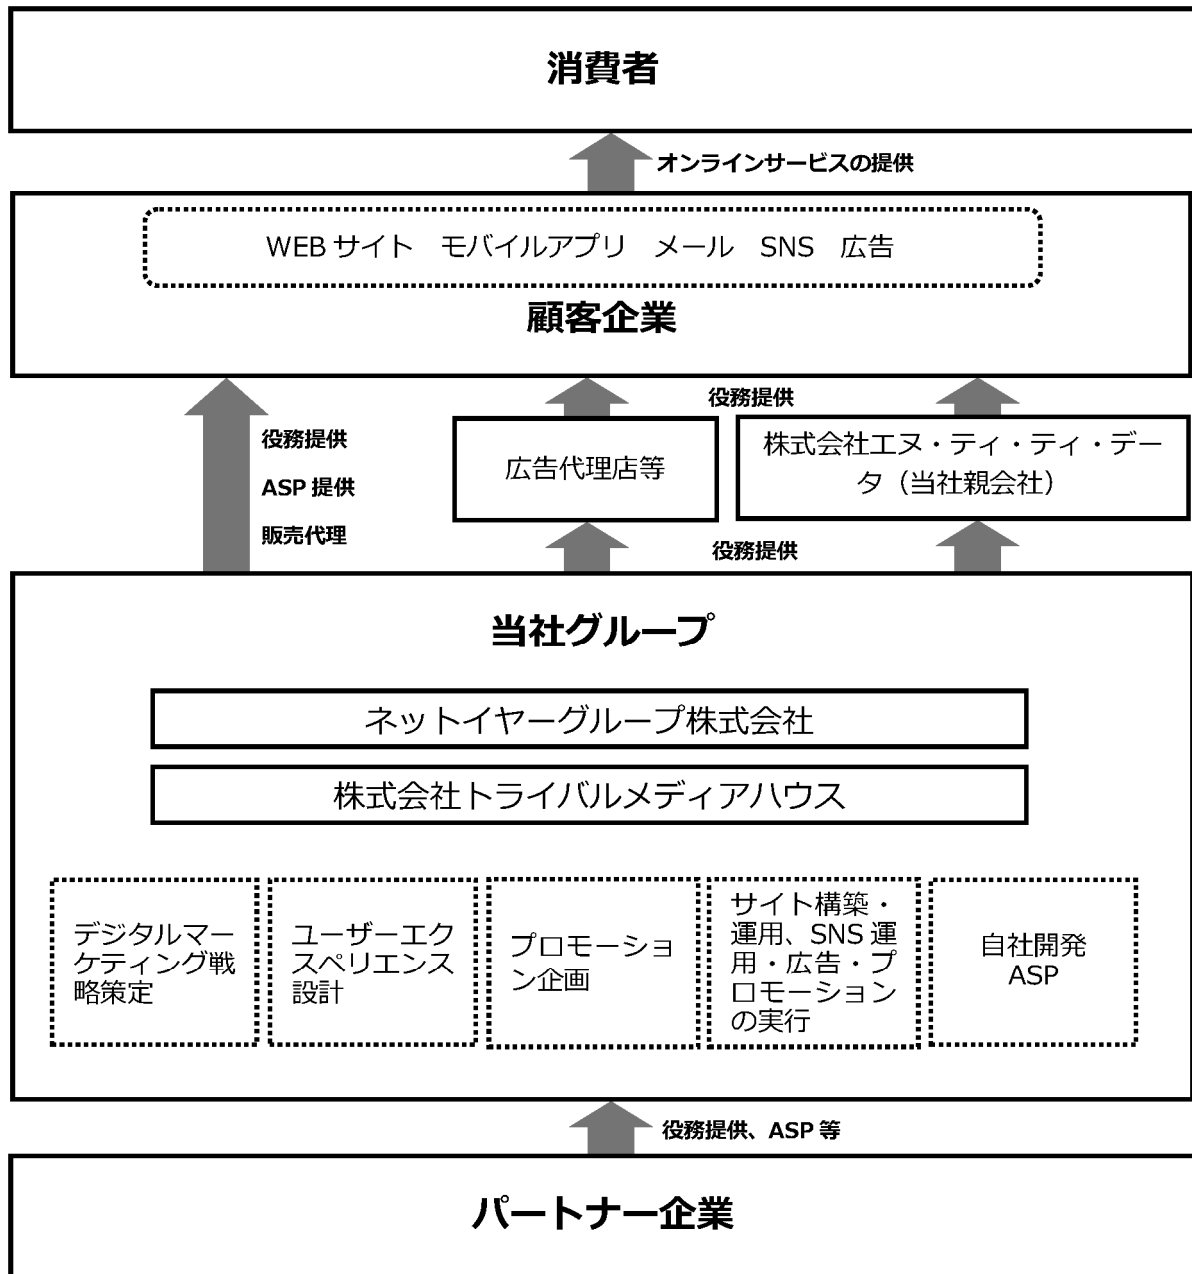 消費者
オンラインサービスの提供
WEB サイト　モバイルアプリ　メール　SNS　広告
顧客企業
役務提供
ASP 提供
販売代理
役務提供
広告代理店等
株式会社エヌ・ティ・ティ・デー
タ（当社親会社）
役務提供
当社グループ
ネットイヤーグループ株式会社
株式会社トライバルメディアハウス
デジタルマー
ケティング戦
略策定
ユーザーエク
スペリエンス
設計
プロモーショ
ン企画
サイト構築・
運用、SNS 運
用・広告・プ
ロモーション
の実行
自社開発
ASP
役務提供、ASP 等
パートナー企業